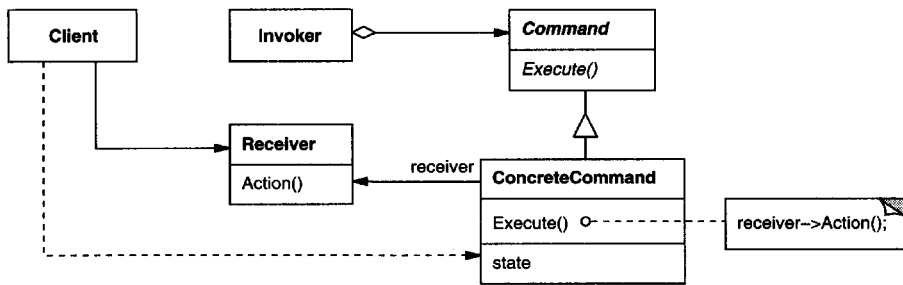 Client
Invoker
Command
Execute()
Receiver
Action()
receiver
ConcreteCommand
Execute()
state
receiver–>Action();